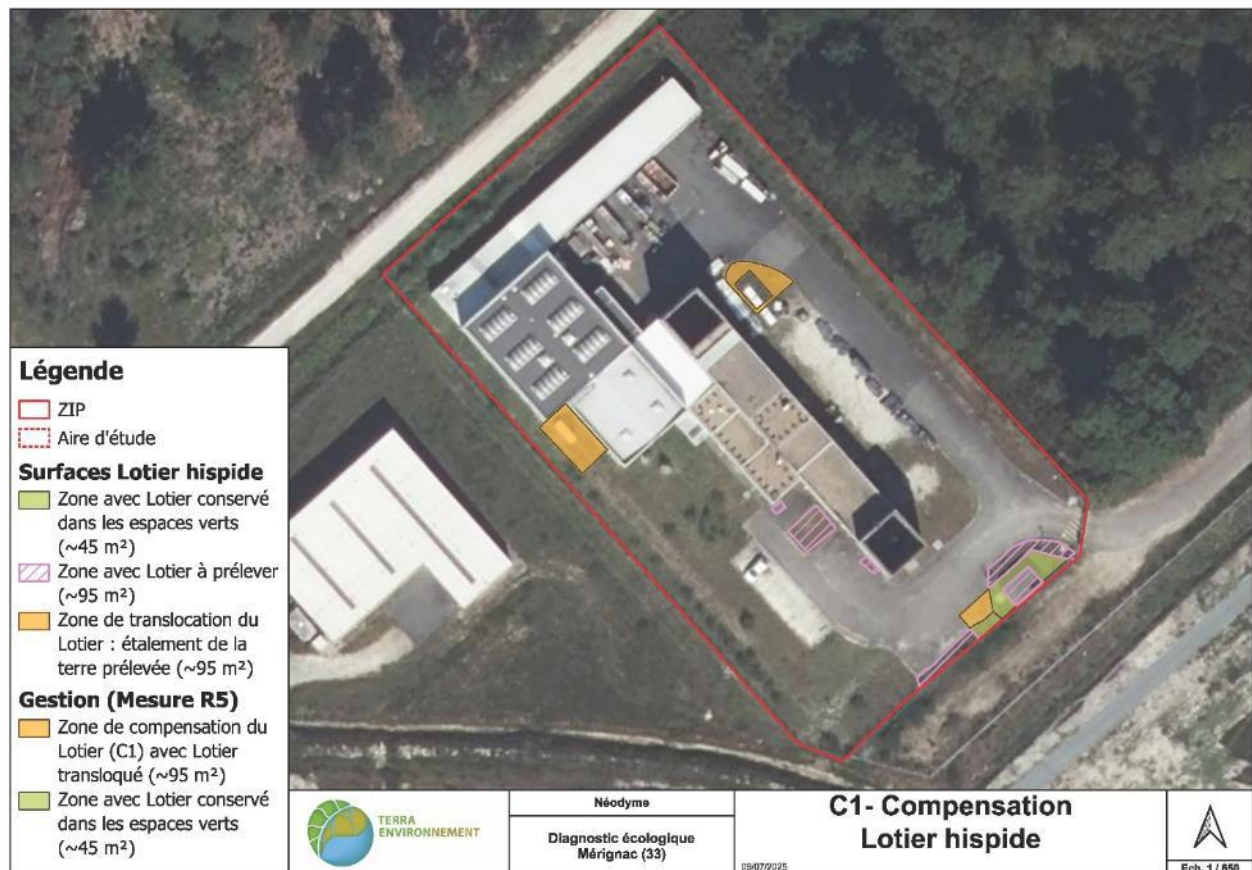 Légende
ZIP
Aire d'étude
Surfaces Lotier hispide
Zone avec Lotier conservé
dans les espaces verts
(~45 m²)
Zone avec Lotier à prélever
(~95 m²)
Zone de translocation du
Lotier : étalement de la
terre prélevée (~95 m²)
Gestion (Mesure R5)
Zone de compensation du
Lotier (C1) avec Lotier
transloqué (~95 m²)
Zone avec Lotier conservé
dans les espaces verts
(~45 m²)
TERRA
ENVIRONNEMENT
Néodyme
Diagnostic écologique
Mérignac (33)
C1- Compensation
Lotier hispide
09/07/2025
Ech. 1 / 650